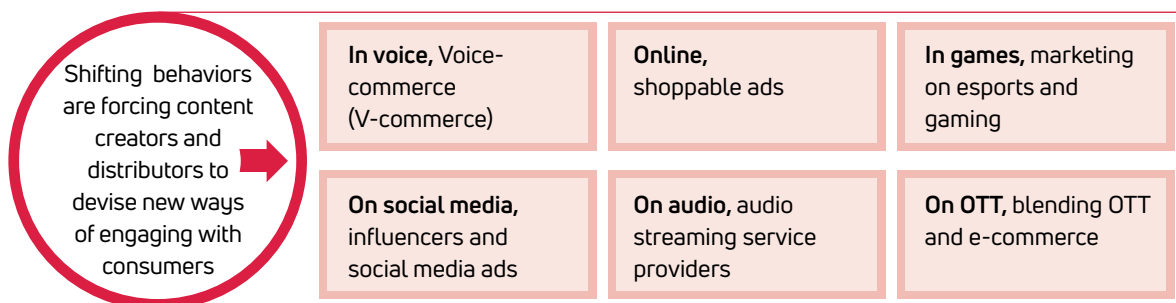 Shifting behaviors
are forcing content
creators and
distributors to
devise new ways
of engaging with
consumers
In voice, Voice-
commerce
(V-commerce)
Online,
shoppable ads
In games, marketing
on esports and
gaming
On social media,
influencers and
social media ads
On audio, audio
streaming service
providers
On OTT, blending OTT
and e-commerce